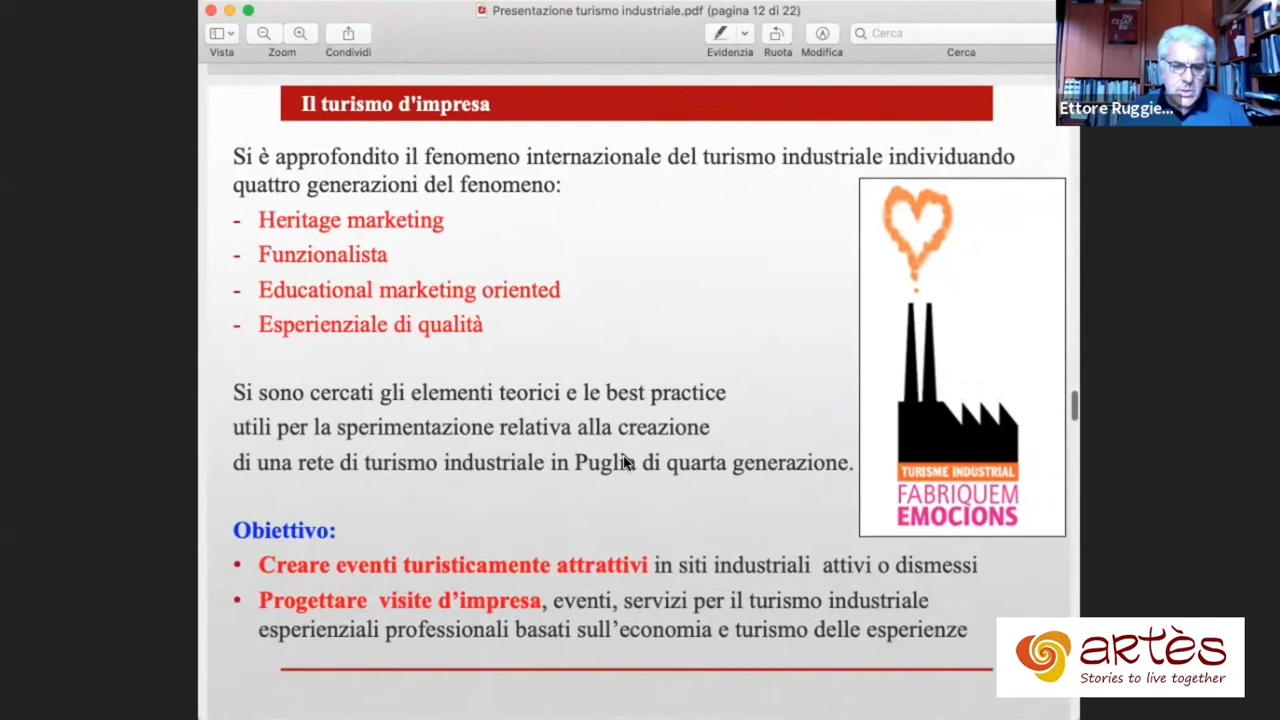 Presentazione turismo industriale.pdf (pagina 12 di 22)
Cerca
Vista
Zoom
Condividi
Evidenzia
Ruota
Modifica
Cerca
Ettore Ruggie...
Il turismo d'impresa
Si è approfondito il fenomeno internazionale del turismo industriale individuando
quattro generazioni del fenomeno:
- Heritage marketing
- Funzionalista
- Educational marketing oriented
- Esperienziale di qualità
Si sono cercati gli elementi teorici e le best practice
utili per la sperimentazione relativa alla creazione
di una rete di turismo industriale in Puglia di quarta generazione.
TURISME INDUSTRIAL
FABRIQUEM
EMOCIONS
Obiettivo:
• Creare eventi turisticamente attrattivi in siti industriali attivi o dismessi
• Progettare visite d’impresa, eventi, servizi per il turismo industriale
esperienziali professionali basati sull’economia e turismo delle esperienze
artès
Stories to live together